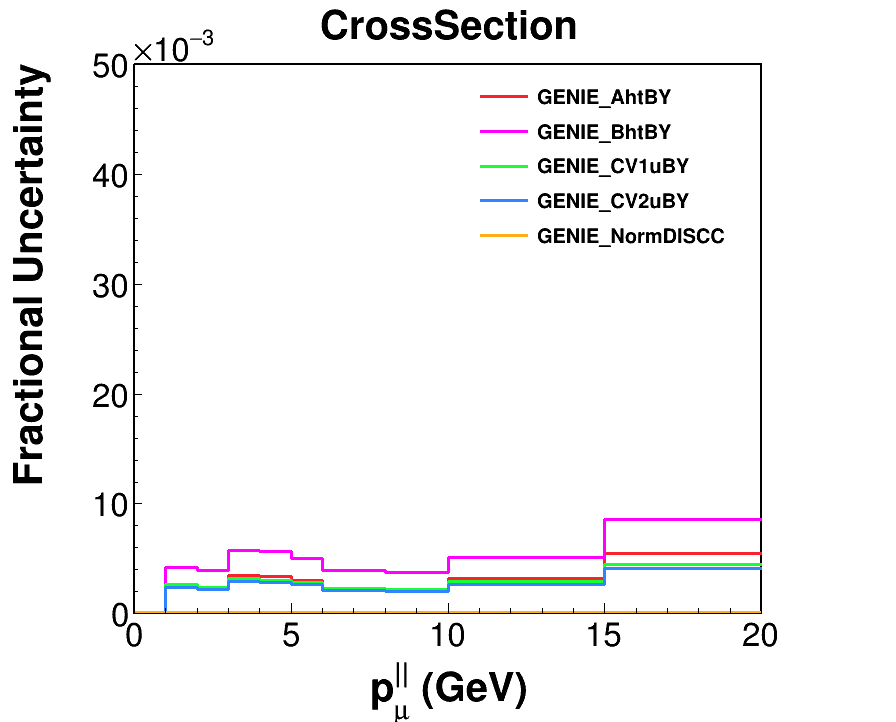 CrossSection
×10⁻³
Fractional Uncertainty
50
40
30
20
10
0
GENIE_AhtBY
GENIE_BhtBY
GENIE_CV1uBY
GENIE_CV2uBY
GENIE_NormDISCC
0 5 10 15 20
p_μ^|| (GeV)